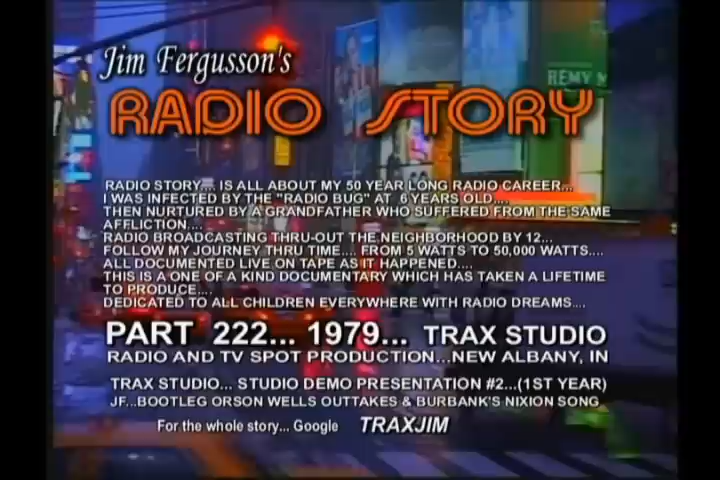 Jim Fergusson's
RADIO STORY
REMY M
RADIO STORY.... IS ALL ABOUT MY 50 YEAR LONG RADIO CAREER...
I WAS INFECTED BY THE "RADIO BUG" AT 6 YEARS OLD....
THEN NURTURED BY A GRANDFATHER WHO SUFFERED FROM THE SAME
AFFLICTION....
RADIO BROADCASTING THRU-OUT THE NEIGHBORHOOD BY 12...
FOLLOW MY JOURNEY THRU TIME.... FROM 5 WATTS TO 50,000 WATTS....
ALL DOCUMENTED LIVE ON TAPE AS IT HAPPENED....
THIS IS A ONE OF A KIND DOCUMENTARY WHICH HAS TAKEN A LIFETIME
TO PRODUCE....
DEDICATED TO ALL CHILDREN EVERYWHERE WITH RADIO DREAMS....
PART 222... 1979... TRAX STUDIO
RADIO AND TV SPOT PRODUCTION...NEW ALBANY, IN
TRAX STUDIO... STUDIO DEMO PRESENTATION #2...(1ST YEAR)
JF...BOOTLEG ORSON WELLS OUTTAKES & BURBANK'S NIXION SONG
For the whole story... Google TRAXJIM